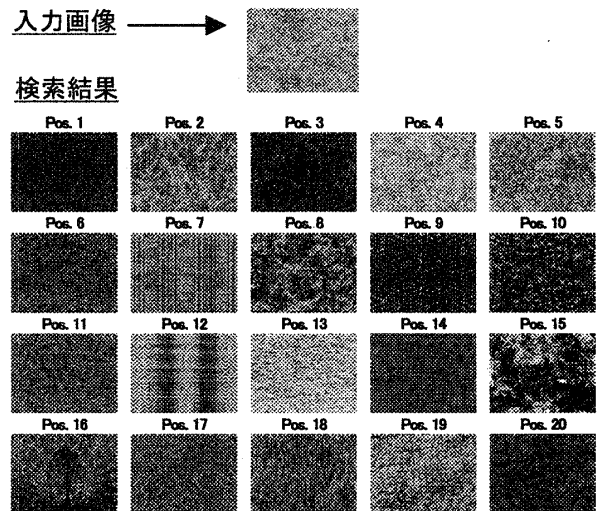 入力画像
検索結果
Pos. 1 Pos. 2 Pos. 3 Pos. 4 Pos. 5
Pos. 6 Pos. 7 Pos. 8 Pos. 9 Pos. 10
Pos. 11 Pos. 12 Pos. 13 Pos. 14 Pos. 15
Pos. 16 Pos. 17 Pos. 18 Pos. 19 Pos. 20